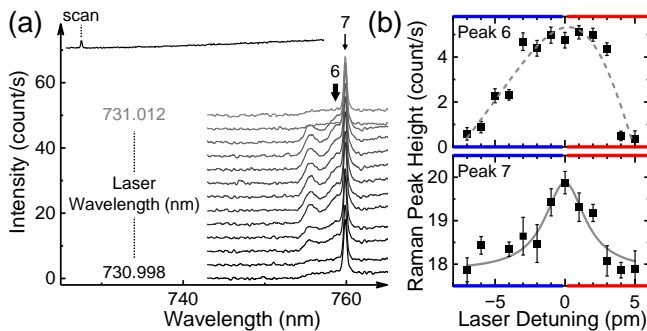 (a)
scan
7
6
60
40
20
0
Intensity (count/s)
731.012
Laser
Wavelength (nm)
730.998
740
760
Wavelength (nm)
(b)
Peak 6
4
2
0
Peak 7
20
19
18
Raman Peak Height (count/s)
−5
0
5
Laser Detuning (pm)